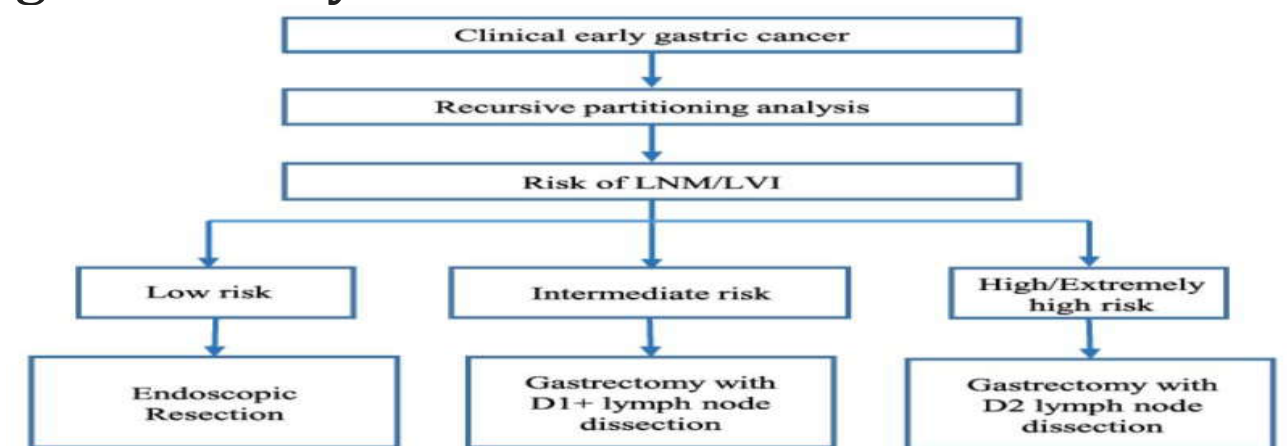 Clinical early gastric cancer
Recursive partitioning analysis
Risk of LNM/LVI
Low risk
Intermediate risk
High/Extremely
high risk
Endoscopic
Resection
Gastrectomy with
D1+ lymph node
dissection
Gastrectomy with
D2 lymph node
dissection